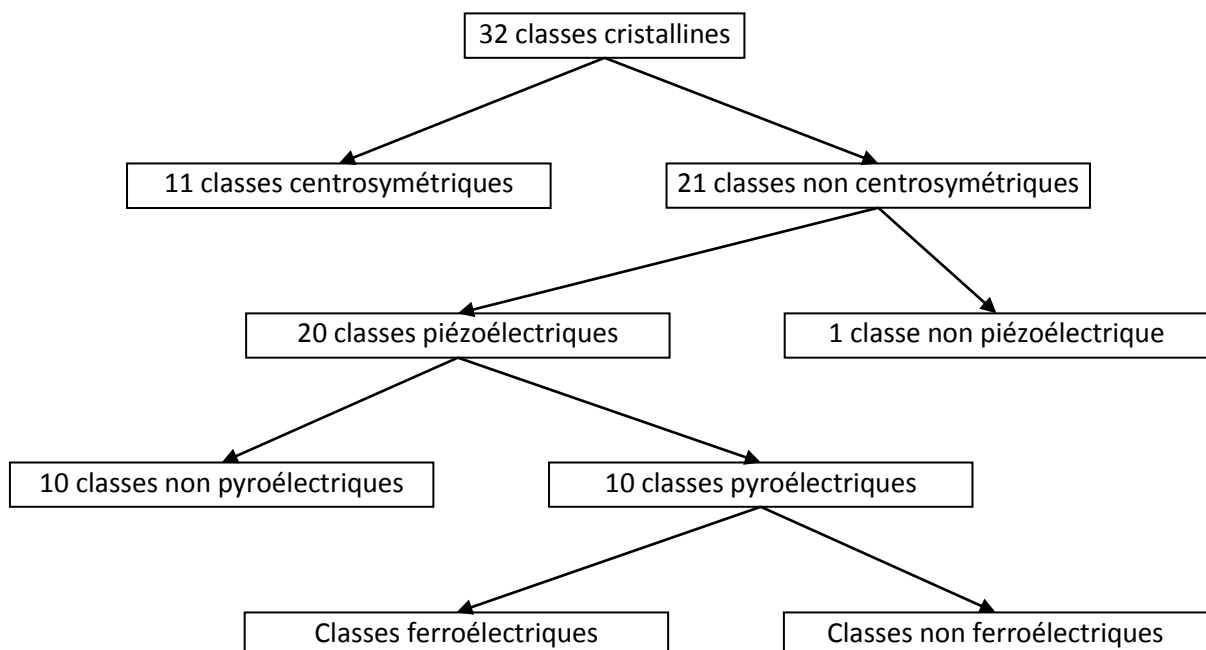 32 classes cristallines
11 classes centrosymétriques
21 classes non centrosymétriques
20 classes piézoélectriques
1 classe non piézoélectrique
10 classes non pyroélectriques
10 classes pyroélectriques
Classes ferroélectriques
Classes non ferroélectriques